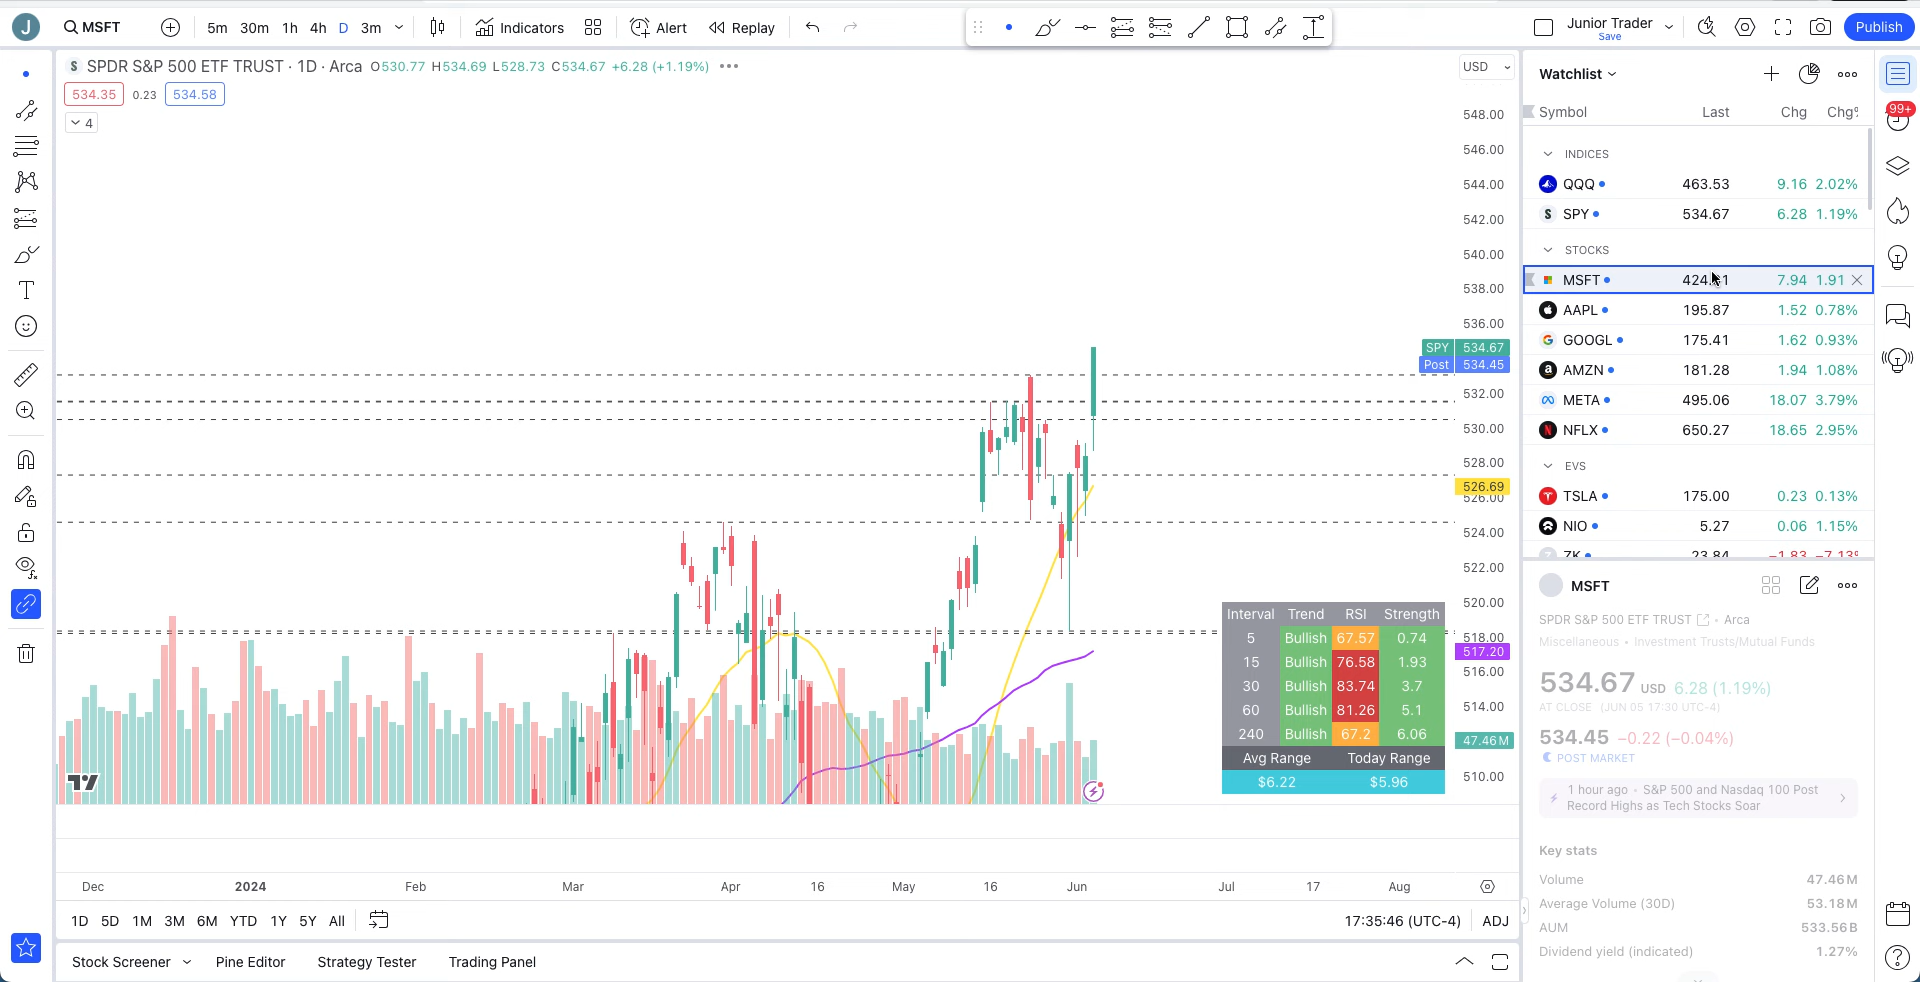 J
MSFT
5m 30m 1h 4h D 3m
Indicators
Alert
Replay
Junior Trader
Save
Publish
S SPDR S&P 500 ETF TRUST · 1D · Arca O530.77 H534.69 L528.73 C534.67 +6.28 (+1.19%)
534.35 0.23 534.58
4
USD
548.00
546.00
544.00
542.00
540.00
538.00
536.00
SPY 534.67
Post 534.45
532.00
530.00
528.00
526.69
526.00
524.00
522.00
520.00
518.00
517.20
516.00
514.00
47.46M
510.00
Interval Trend RSI Strength
5 Bullish 67.57 0.74
15 Bullish 76.58 1.93
30 Bullish 83.74 3.7
60 Bullish 81.26 5.1
240 Bullish 67.2 6.06
Avg Range Today Range
$6.22 $5.96
Dec 2024 Feb Mar Apr 16 May 16 Jun Jul 17 Aug
1D 5D 1M 3M 6M YTD 1Y 5Y All
17:35:46 (UTC-4) ADJ
Stock Screener Pine Editor Strategy Tester Trading Panel
Watchlist
Symbol Last Chg Chg%
INDICES
QQQ 463.53 9.16 2.02%
SPY 534.67 6.28 1.19%
STOCKS
MSFT 7.94 1.91
AAPL 195.87 1.52 0.78%
GOOGL 175.41 1.62 0.93%
AMZN 181.28 1.94 1.08%
META 495.06 18.07 3.79%
NFLX 650.27 18.65 2.95%
EVS
TSLA 175.00 0.23 0.13%
NIO 5.27 0.06 1.15%
ZK 23.84 −1.83 −7.13%
MSFT
SPDR S&P 500 ETF TRUST • Arca
Miscellaneous • Investment Trusts/Mutual Funds
534.67 USD 6.28 (1.19%)
AT CLOSE (JUN 05 17:30 UTC-4)
534.45 −0.22 (−0.04%)
POST MARKET
1 hour ago • S&P 500 and Nasdaq 100 Post
Record Highs as Tech Stocks Soar
Key stats
Volume 47.46M
Average Volume (30D) 53.18M
AUM 533.56B
Dividend yield (indicated) 1.27%
99+